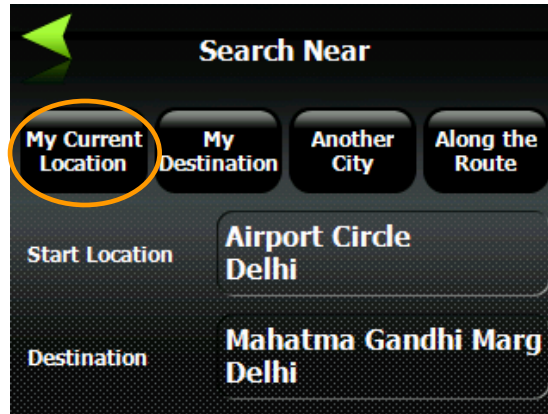 Search Near
My Current
Location
My
Destination
Another
City
Along the
Route
Start Location
Airport Circle
Delhi
Destination
Mahatma Gandhi Marg
Delhi